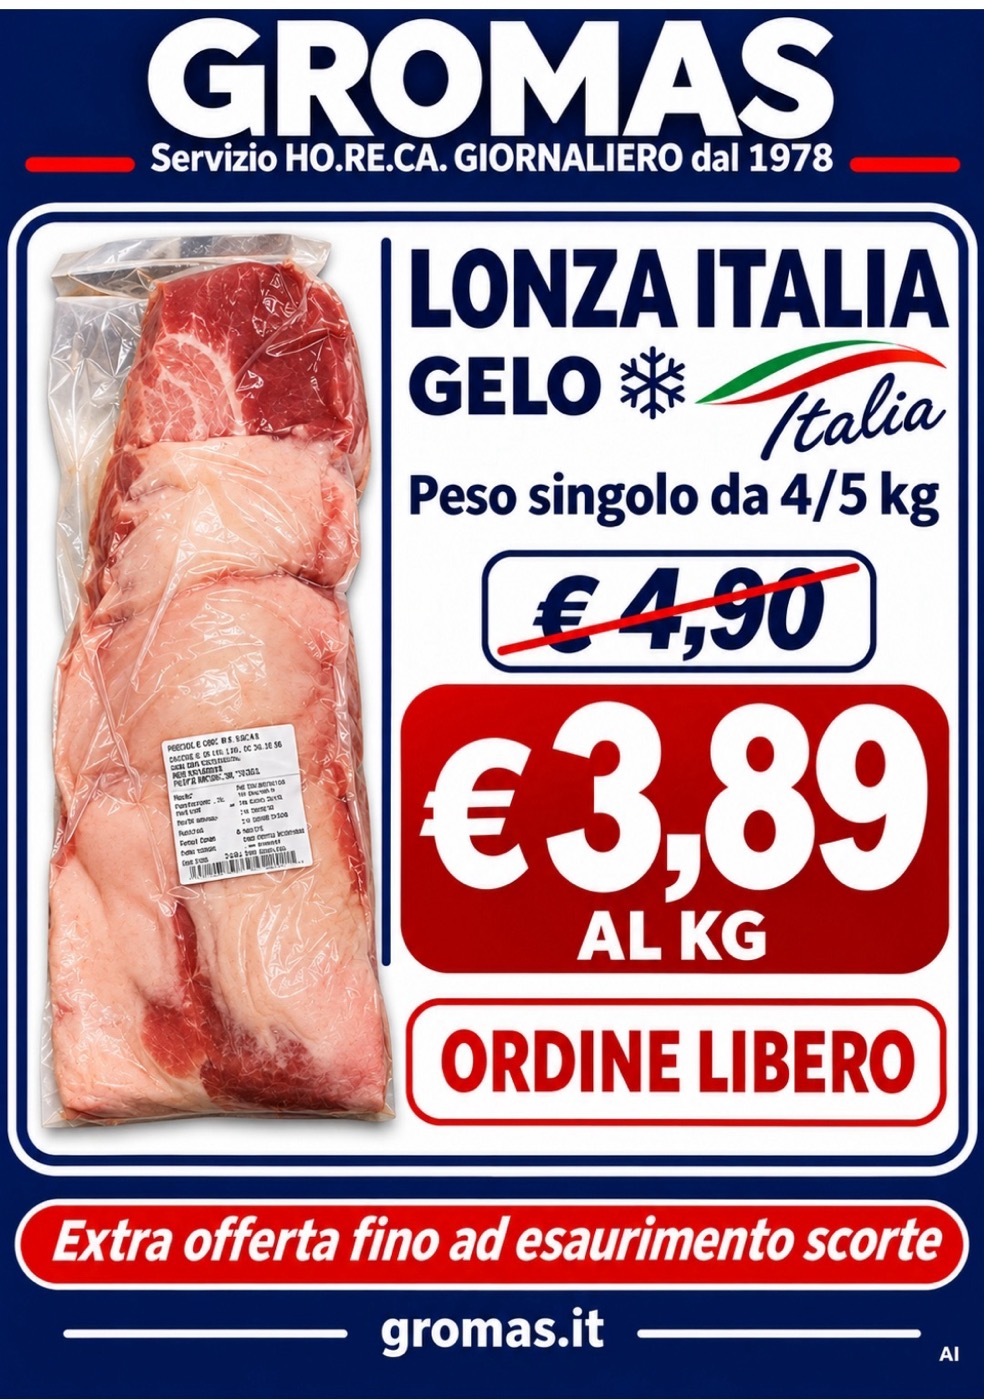 GROMAS
Servizio HO.RE.CA. GIORNALIERO dal 1978
LONZA ITALIA
GELO
Italia
Peso singolo da 4/5 kg
€ 4,90
€3,89
AL KG
ORDINE LIBERO
Extra offerta fino ad esaurimento scorte
gromas.it
AI